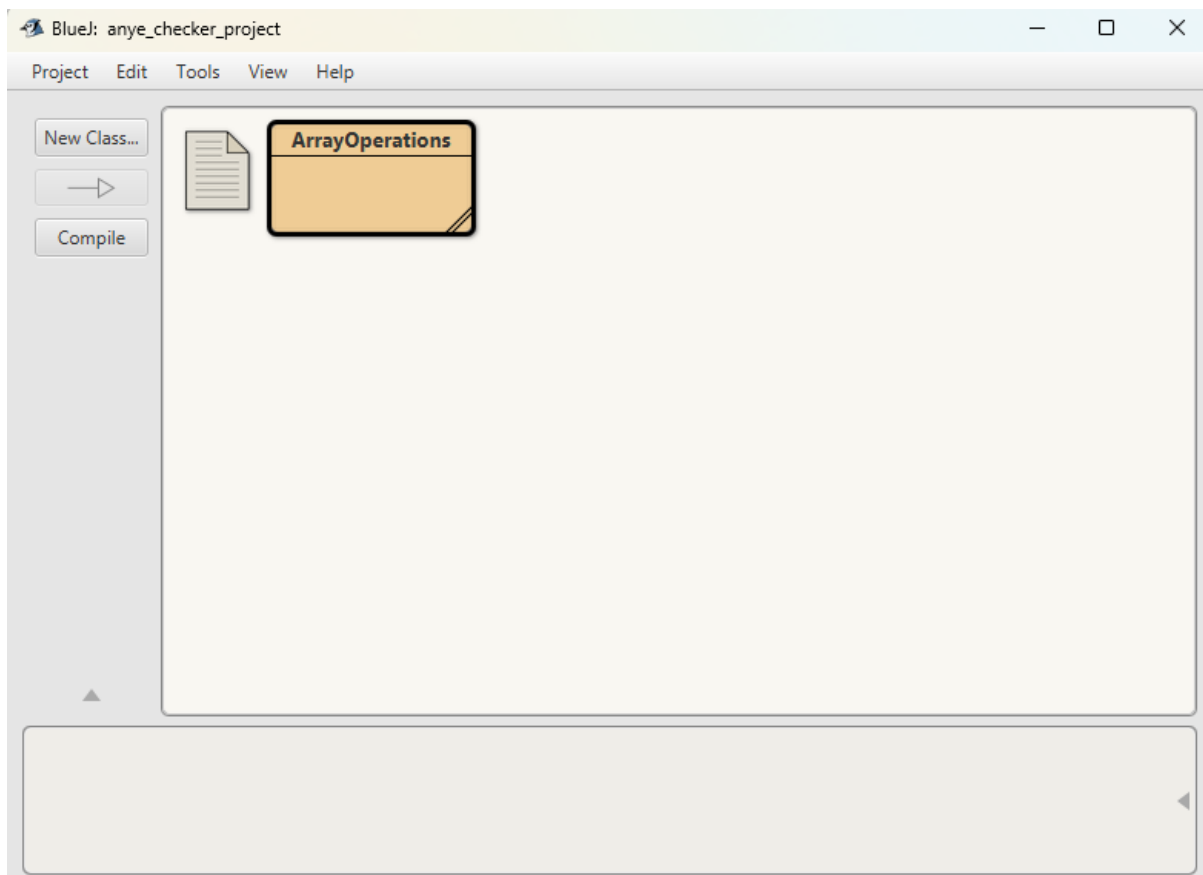 BlueJ: anye_checker_project
Project Edit Tools View Help
New Class...
ArrayOperations
Compile